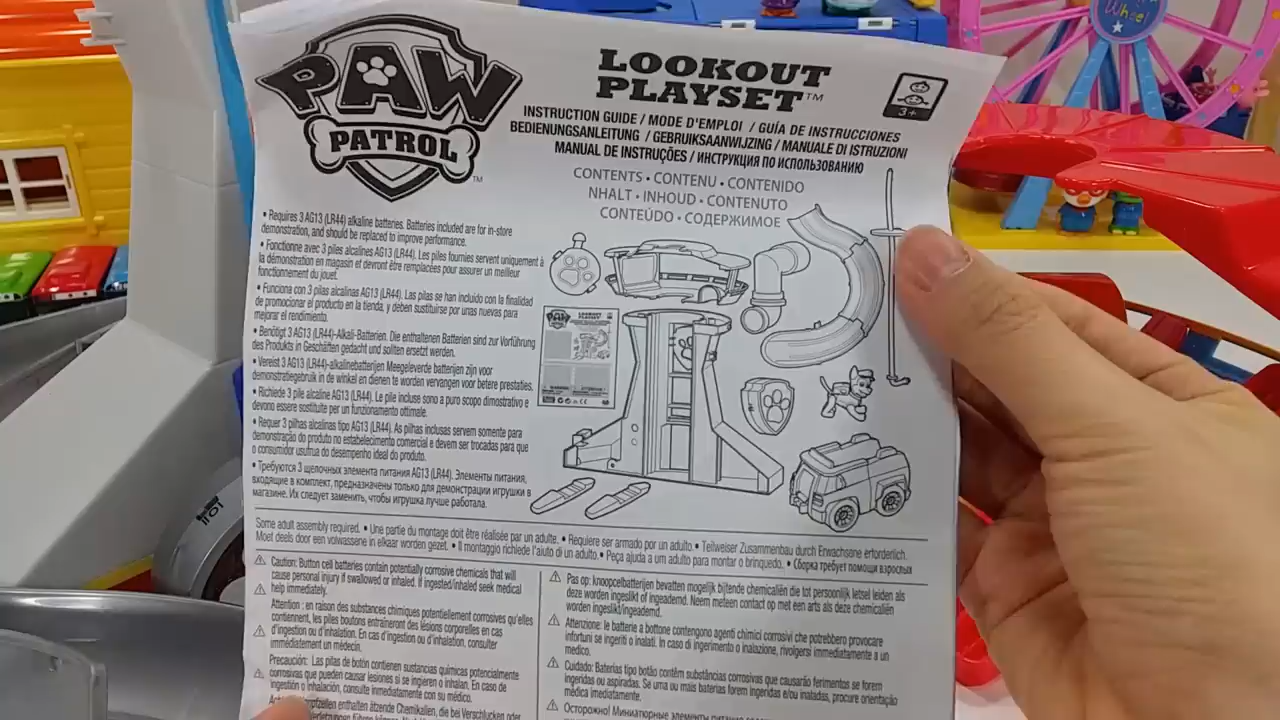 PAW
PATROL
TM
LOOKOUT
PLAYSET™
3+
INSTRUCTION GUIDE / MODE D'EMPLOI / GUÍA DE INSTRUCCIONES
BEDIENUNGSANLEITUNG / GEBRUIKSAANWIJZING / MANUALE DI ISTRUZIONI
MANUAL DE INSTRUÇÕES / ИНСТРУКЦИЯ ПО ИСПОЛЬЗОВАНИЮ
CONTENTS • CONTENU • CONTENIDO
NHALT • INHOUD • CONTENUTO
CONTEÚDO • СОДЕРЖИМОЕ
• Requires 3 AG13 (LR44) alkaline batteries. Batteries included are for in-store
demonstration, and should be replaced to improve performance.
• Fonctionne avec 3 piles alcalines AG13 (LR44). Les piles fournies servent uniquement à
la démonstration en magasin et devront être remplacées pour assurer un meilleur
fonctionnement du jouet.
• Funciona con 3 pilas alcalinas AG13 (LR44). Las pilas se han incluido con la finalidad
de promocionar el producto en la tienda, y deben sustituirse por unas nuevas para
mejorar el rendimiento.
• Benötigt 3 AG13 (LR44)-Alkali-Batterien. Die enthaltenen Batterien sind zur Vorführung
des Produkts in Geschäften gedacht und sollten ersetzt werden.
• Vereist 3 AG13 (LR44)-alkalinebatterijen Meegeleverde batterijen zijn voor
demonstratiegebruik in de winkel en dienen te worden vervangen voor betere prestaties.
• Richiede 3 pile alcaline AG13 (LR44). Le pile incluse sono a puro scopo dimostrativo e
devono essere sostituite per un funzionamento ottimale.
• Requer 3 pilhas alcalinas tipo AG13 (LR44). As pilhas inclusas servem somente para
demonstração do produto no estabelecimento comercial e devem ser trocadas para que
o consumidor usufrua do desempenho ideal do produto.
• Требуются 3 щелочных элемента питания AG13 (LR44). Элементы питания,
входящие в комплект, предназначены только для демонстрации игрушки в
магазине. Их следует заменить, чтобы игрушка лучше работала.
PAW
PATROL
LOOKOUT
PLAYSET
Some adult assembly required. • Une partie du montage doit être réalisée par un adulte. • Requiere ser armado por un adulto. • Teilweiser Zusammenbau durch Erwachsene erforderlich.
Moet deels door een volwassene in elkaar worden gezet. • Il montaggio richiede l'aiuto di un adulto. • Peça ajuda a um adulto para montar o brinquedo. • Сборка требует помощи взрослых
Caution: Button cell batteries contain potentially corrosive chemicals that will
cause personal injury if swallowed or inhaled. If ingested/inhaled seek medical
help immediately.
Attention : en raison des substances chimiques potentiellement corrosives qu'elles
contiennent, les piles boutons entraîneront des lésions corporelles en cas
d'ingestion ou d'inhalation. En cas d'ingestion ou d'inhalation, consulter
immédiatement un médecin.
Precaución: Las pilas de botón contienen sustancias químicas potencialmente
corrosivas que pueden causar lesiones si se ingieren o inhalan. En caso de
ingestión o inhalación, consulte inmediatamente con su médico.
enthalten ätzende Chemikalien, die bei Verschlucken oder
Pas op: knoopcelbatterijen bevatten mogelijk bijtende chemicaliën die tot persoonlijk letsel leiden als
deze worden ingeslikt of ingeademd. Neem meteen contact op met een arts als deze chemicaliën
worden ingeslikt/ingeademd.
Attenzione: le batterie a bottone contengono agenti chimici corrosivi che potrebbero provocare
infortuni se ingeriti o inalati. In caso di ingerimento o inalazione, rivolgersi immediatamente a un
medico.
Cuidado: Baterias tipo botão contêm substâncias corrosivas que causarão ferimentos se forem
ingeridas ou aspiradas. Se uma ou mais baterias forem ingeridas e/ou inaladas, procure orientação
médica imediatamente.
Осторожно! Миниатюрные элементы
Wheel